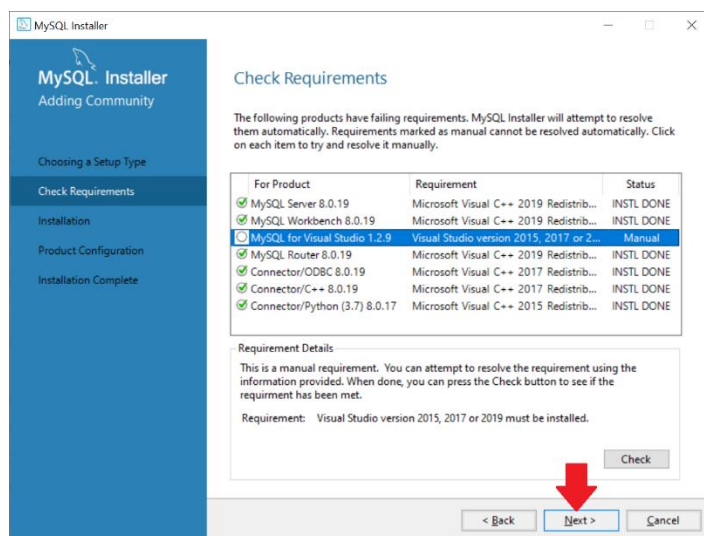 MySQL Installer
MySQL. Installer
Adding Community
Choosing a Setup Type
Check Requirements
Installation
Product Configuration
Installation Complete
Check Requirements
The following products have failing requirements. MySQL Installer will attempt to resolve
them automatically. Requirements marked as manual cannot be resolved automatically. Click
on each item to try and resolve it manually.
For Product Requirement Status
MySQL Server 8.0.19 Microsoft Visual C++ 2019 Redistrib... INSTL DONE
MySQL Workbench 8.0.19 Microsoft Visual C++ 2019 Redistrib... INSTL DONE
MySQL for Visual Studio 1.2.9 Visual Studio version 2015, 2017 or 2... Manual
MySQL Router 8.0.19 Microsoft Visual C++ 2019 Redistrib... INSTL DONE
Connector/ODBC 8.0.19 Microsoft Visual C++ 2017 Redistrib... INSTL DONE
Connector/C++ 8.0.19 Microsoft Visual C++ 2017 Redistrib... INSTL DONE
Connector/Python (3.7) 8.0.17 Microsoft Visual C++ 2015 Redistrib... INSTL DONE
Requirement Details
This is a manual requirement. You can attempt to resolve the requirement using the
information provided. When done, you can press the Check button to see if the
requirment has been met.
Requirement: Visual Studio version 2015, 2017 or 2019 must be installed.
Check
< Back Next > Cancel